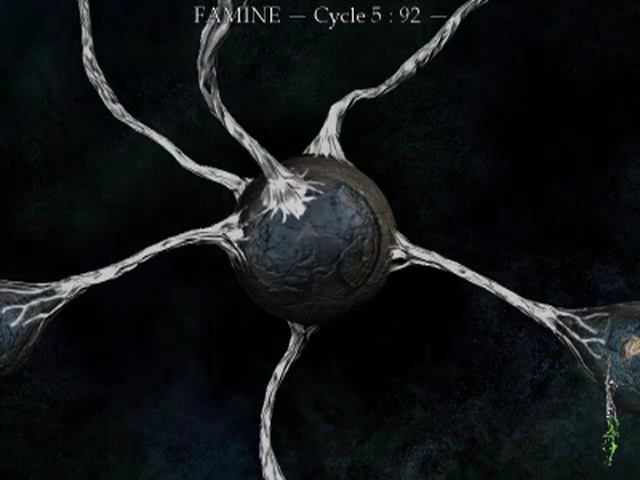 FAMINE — Cycle 5 : 92 —